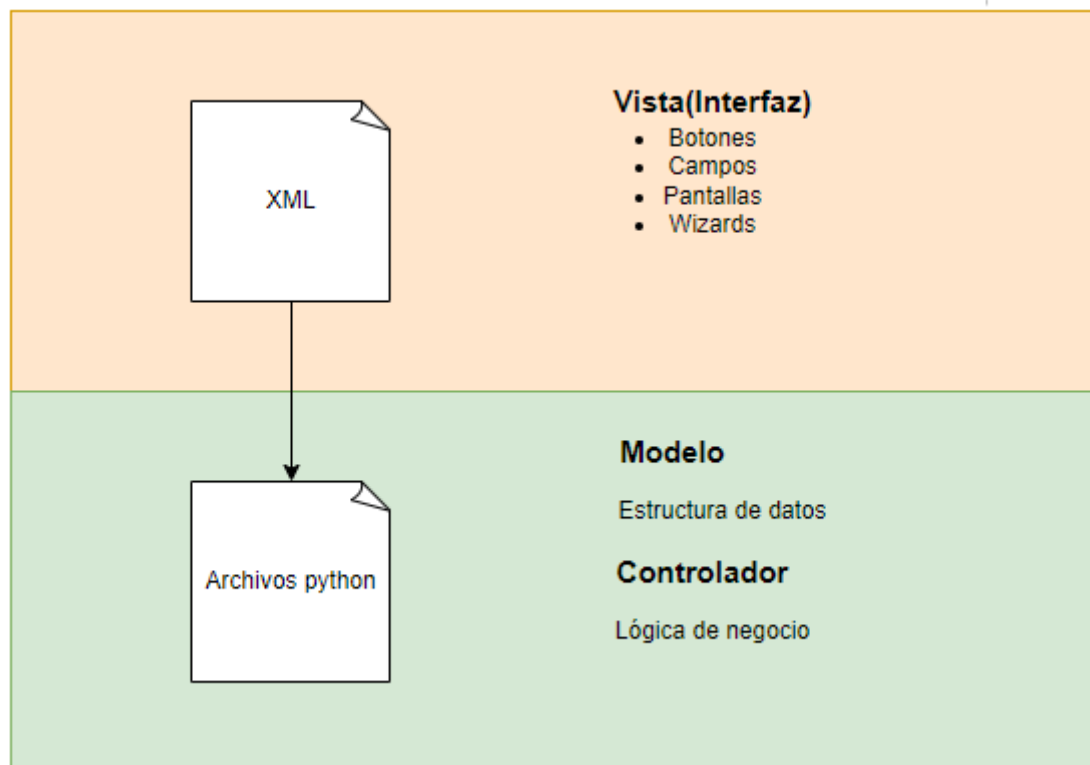 XML
Vista(Interfaz)
• Botones
• Campos
• Pantallas
• Wizards
Archivos python
Modelo
Estructura de datos
Controlador
Lógica de negocio